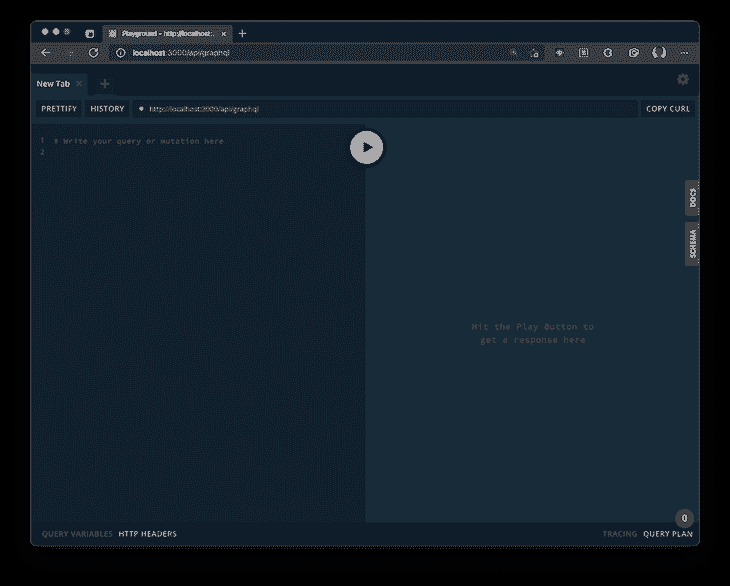 Playground - http://localhost:..
localhost:3000/api/graphql
New Tab
PRETTIFY HISTORY http://localhost:3000/api/graphql COPY CURL
1 # Write your query or mutation here
2
DOCS
SCHEMA
Hit the Play Button to
get a response here
0
QUERY VARIABLES HTTP HEADERS TRACING QUERY PLAN